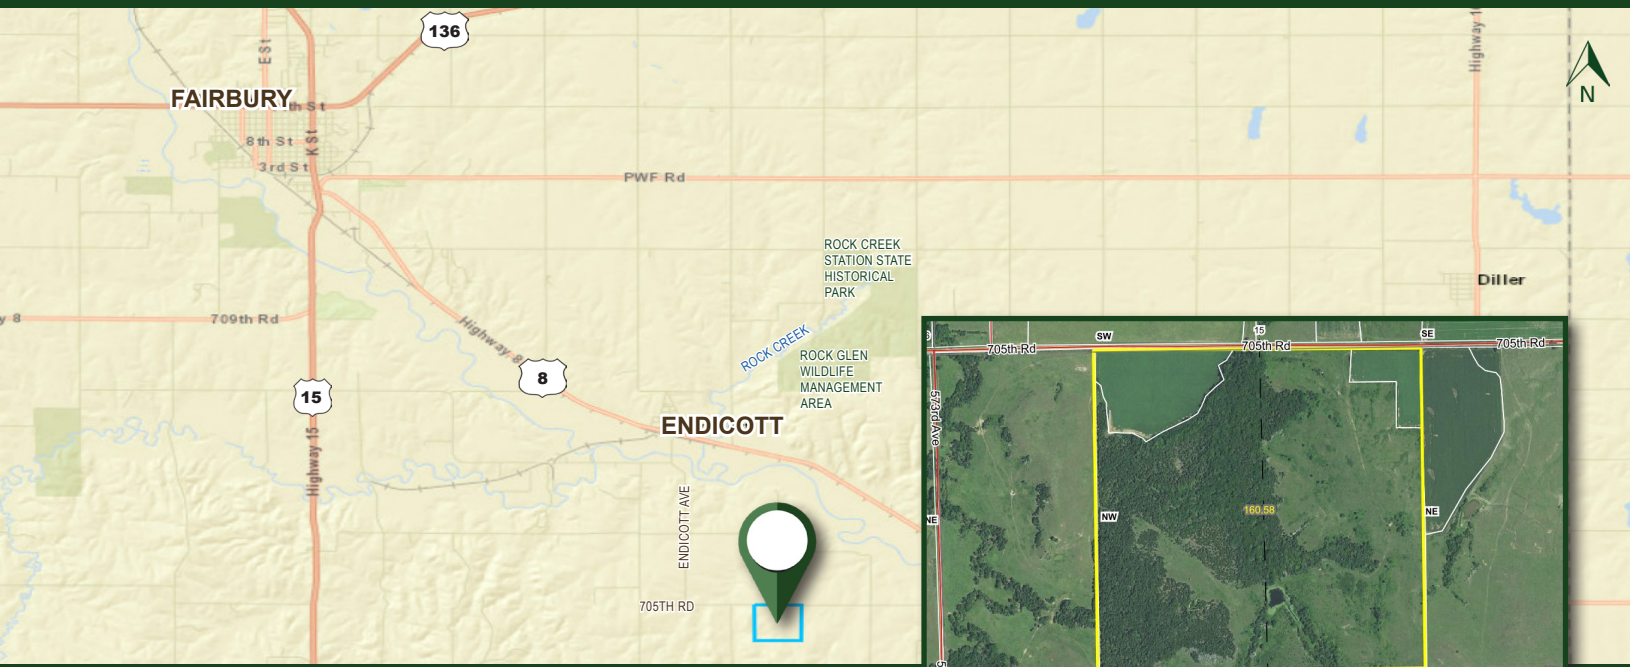 136
Highway 1
E St
N
FAIRBURY
th St
8th St
K St
3rd St
PWF Rd
ROCK CREEK
STATION STATE
HISTORICAL
PARK
Diller
y 8
709th Rd
Highway 8
ROCK CREEK
ROCK GLEN
WILDLIFE
MANAGEMENT
AREA
8
15
ENDICOTT
Highway 15
ENDICOTT AVE
705TH RD
SW
15
SE
705th Rd
705th Rd
705th Rd
573rd Ave
NE
NW
160.58
NE
5